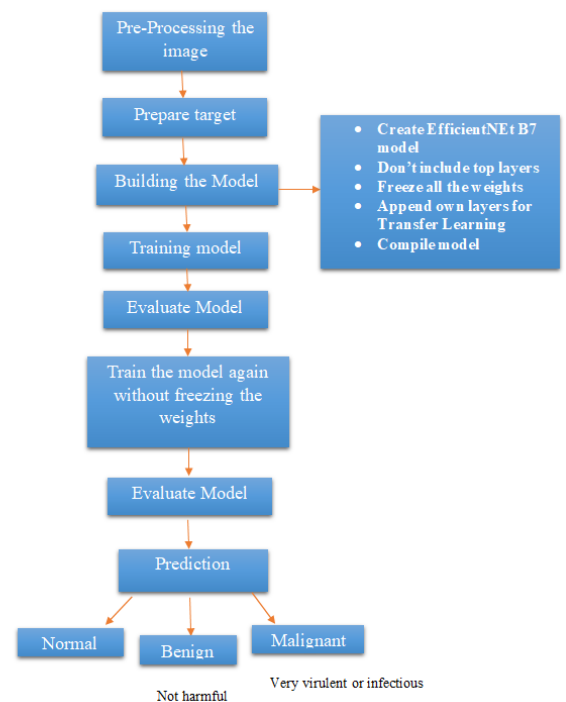 Pre-Processing the
image
Prepare target
Building the Model
• Create EfficientNEt B7
model
• Don't include top layers
• Freeze all the weights
• Append own layers for
Transfer Learning
• Compile model
Training model
Evaluate Model
Train the model again
without freezing the
weights
Evaluate Model
Prediction
Normal
Benign
Malignant
Not harmful
Very virulent or infectious